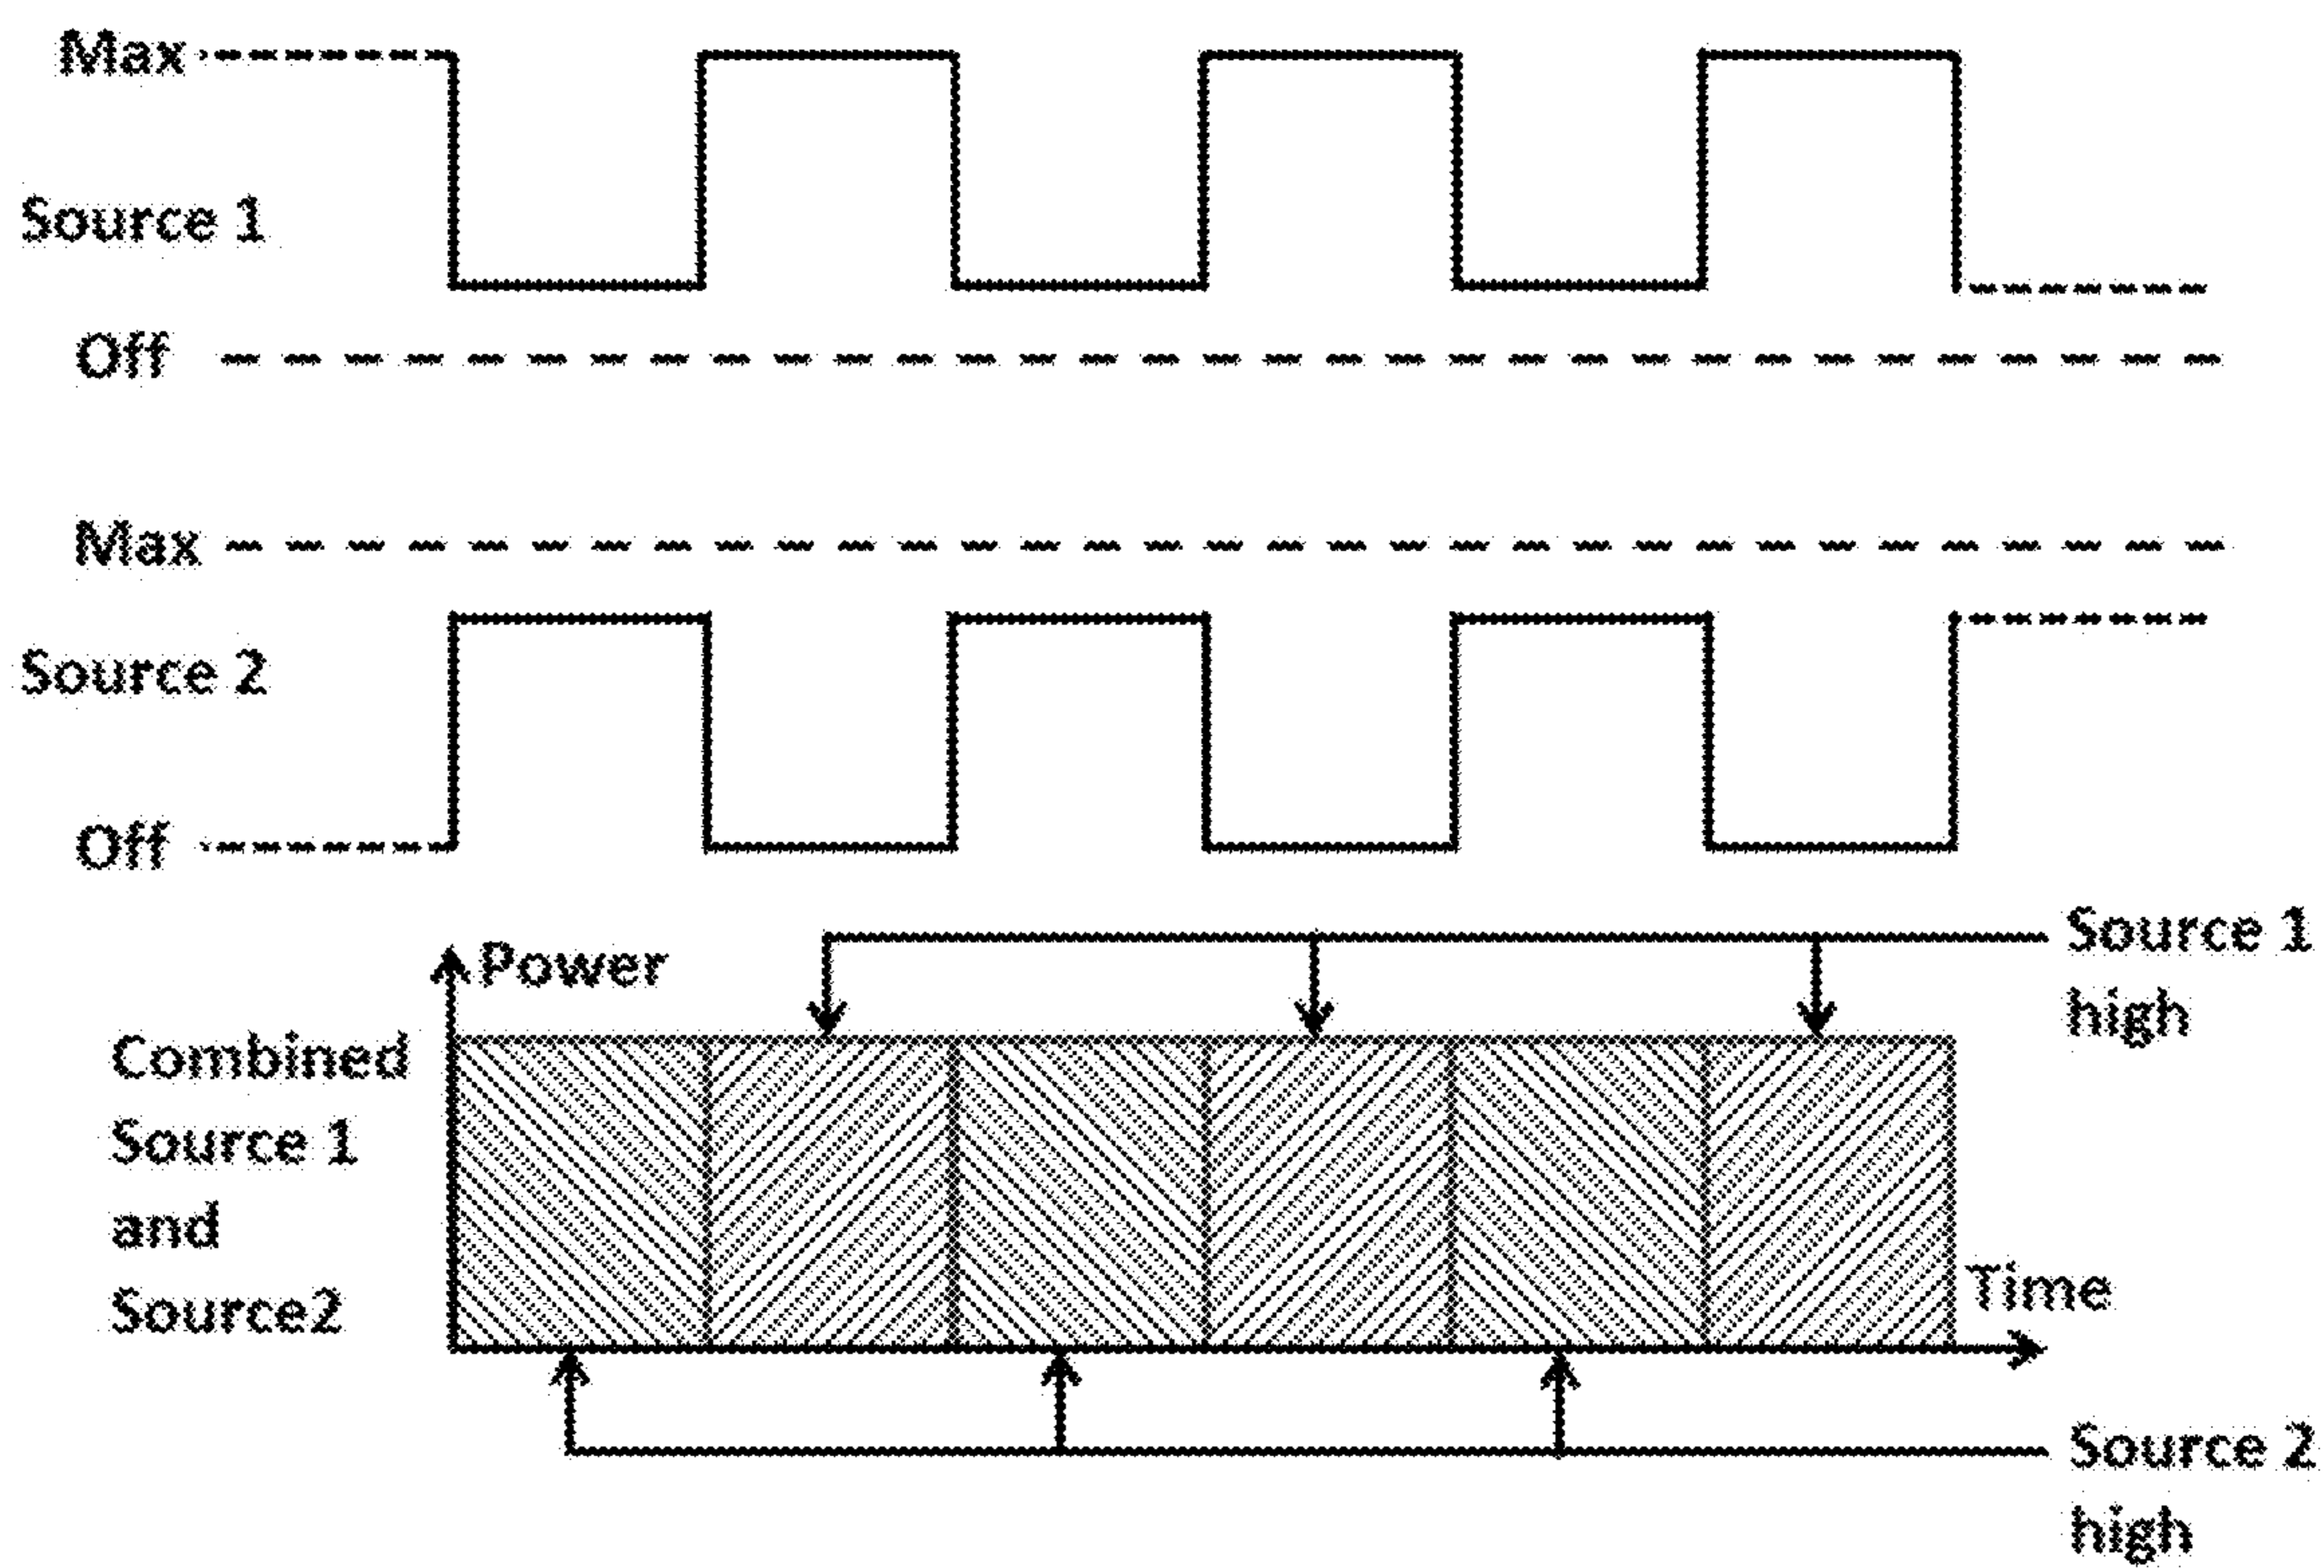 Max
Source 1
Off
Max
Source 2
Off
Power
Source 1
high
Combined
Source 1
and
Source2
Time
Source 2
high